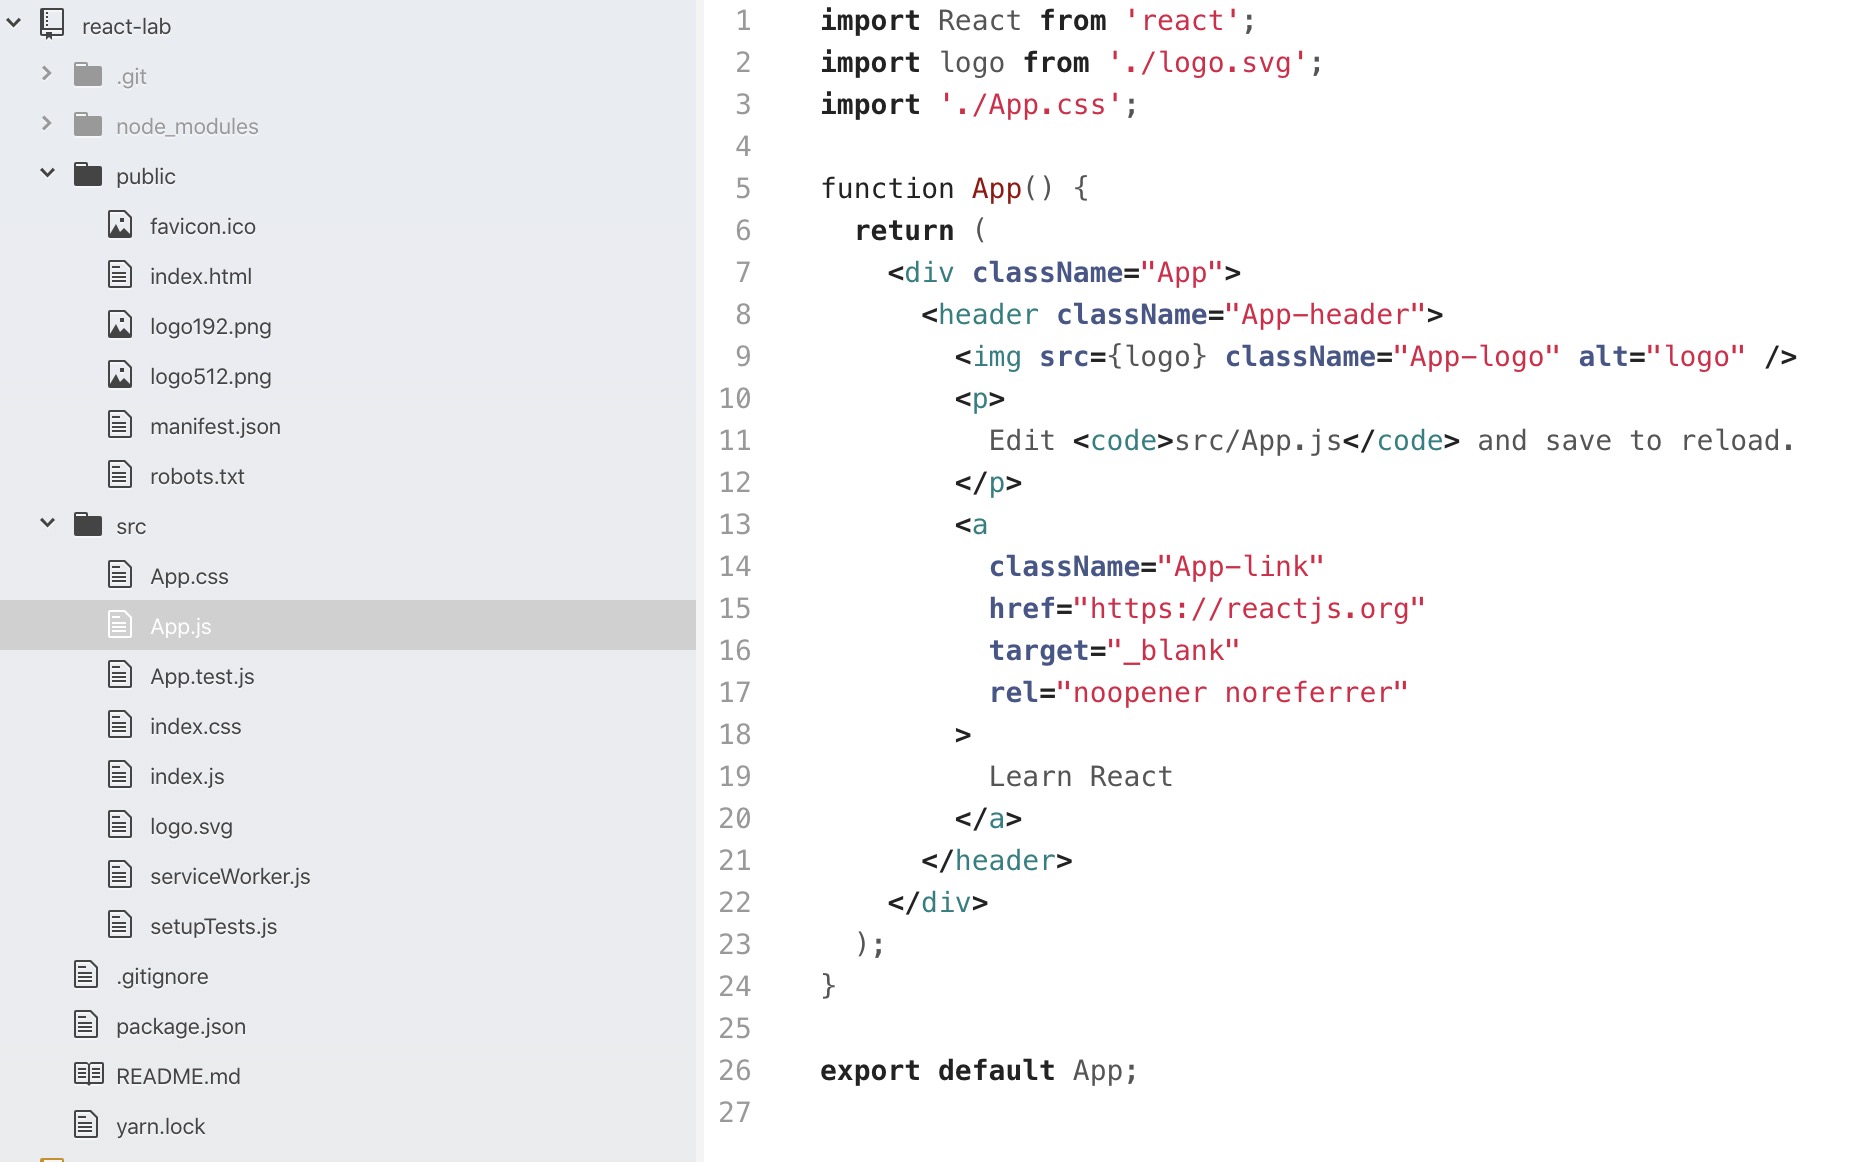 react-lab
.git
node_modules
public
favicon.ico
index.html
logo192.png
logo512.png
manifest.json
robots.txt
src
App.css
App.js
App.test.js
index.css
index.js
logo.svg
serviceWorker.js
setupTests.js
.gitignore
package.json
README.md
yarn.lock
1 import React from 'react';
2 import logo from './logo.svg';
3 import './App.css';
4
5 function App() {
6   return (
7     <div className="App">
8       <header className="App-header">
9         <img src={logo} className="App-logo" alt="logo" />
10         <p>
11           Edit <code>src/App.js</code> and save to reload.
12         </p>
13         <a
14           className="App-link"
15           href="https://reactjs.org"
16           target="_blank"
17           rel="noopener noreferrer"
18         >
19           Learn React
20         </a>
21       </header>
22     </div>
23   );
24 }
25
26 export default App;
27